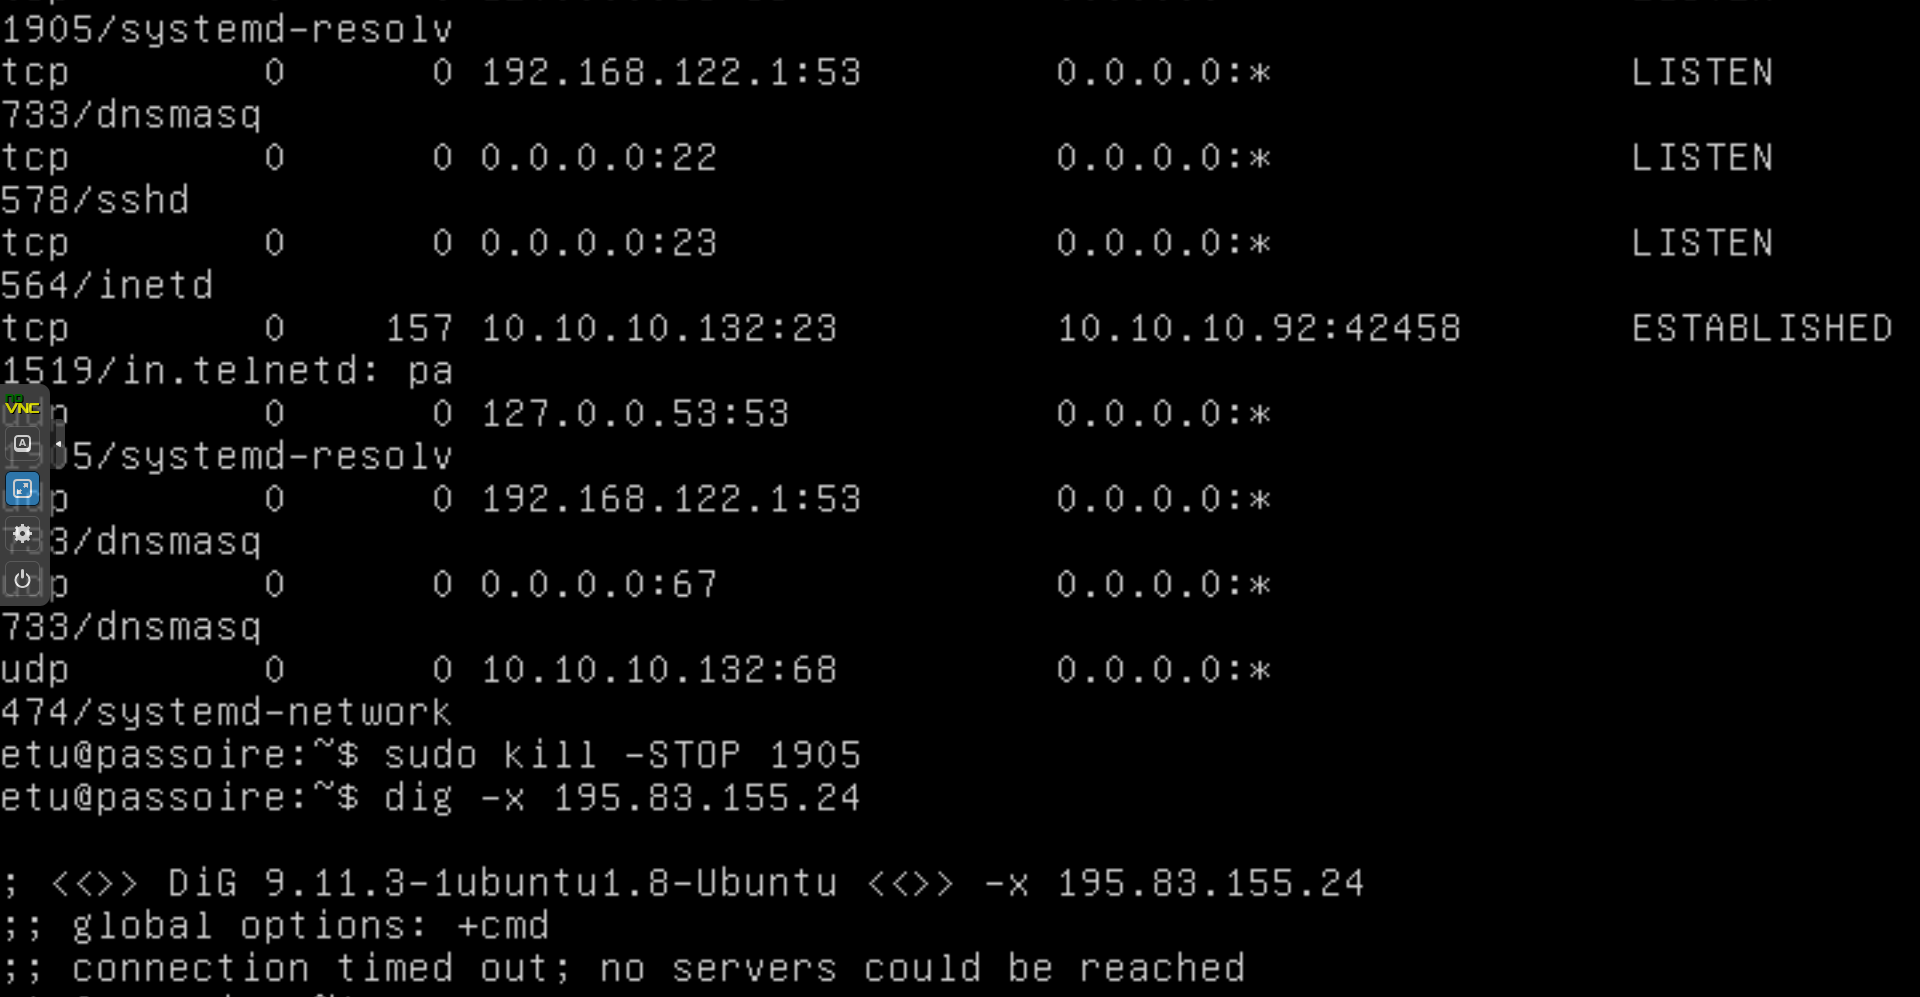 1905/systemd-resolv
tcp        0      0 192.168.122.1:53        0.0.0.0:*               LISTEN
733/dnsmasq
tcp        0      0 0.0.0.0:22              0.0.0.0:*               LISTEN
578/sshd
tcp        0      0 0.0.0.0:23              0.0.0.0:*               LISTEN
564/inetd
tcp        0    157 10.10.10.132:23         10.10.10.92:42458       ESTABLISHED
1519/in.telnetd: pa
udp        0      0 127.0.0.53:53           0.0.0.0:*
1905/systemd-resolv
udp        0      0 192.168.122.1:53        0.0.0.0:*
733/dnsmasq
udp        0      0 0.0.0.0:67              0.0.0.0:*
733/dnsmasq
udp        0      0 10.10.10.132:68         0.0.0.0:*
474/systemd-network
etu@passoire:~$ sudo kill -STOP 1905
etu@passoire:~$ dig -x 195.83.155.24
; <<>> DiG 9.11.3-1ubuntu1.8-Ubuntu <<>> -x 195.83.155.24
;; global options: +cmd
;; connection timed out; no servers could be reached
no
VNC
A